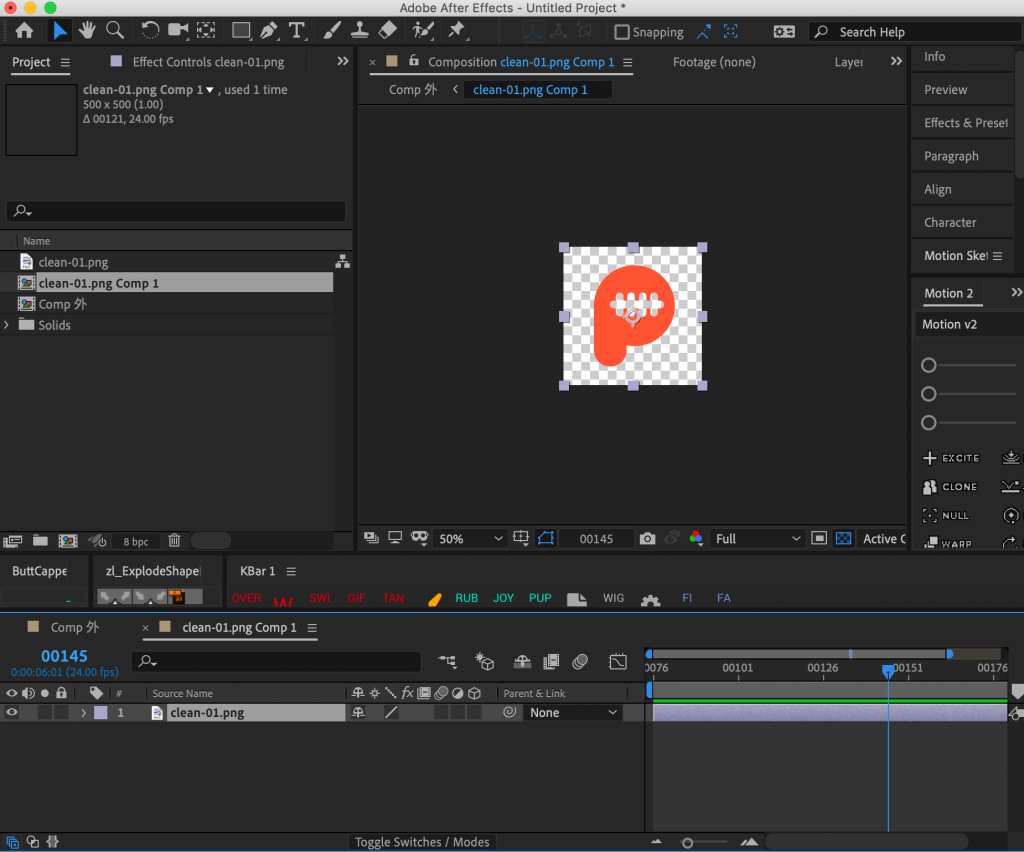 Adobe After Effects - Untitled Project *
Snapping
Search Help
Project
Effect Controls clean-01.png
Composition clean-01.png Comp 1
Footage (none)
Layer
Info
clean-01.png Comp 1 , used 1 time
500 x 500 (1.00)
Δ 00121, 24.00 fps
Comp 外
clean-01.png Comp 1
Preview
Effects & Preset
Paragraph
Align
Character
Motion Sket
Name
clean-01.png
clean-01.png Comp 1
Comp 外
Solids
Motion 2
Motion v2
EXCITE
CLONE
NULL
WARP
8 bpc
50%
00145
Full
Active C
ButtCappe
zl_ExplodeShape
KBar 1
OVER
SWI
GIF
TAN
RUB
JOY
PUP
WIG
FI
FA
Comp 外
clean-01.png Comp 1
00145
0:00:06:01 (24.00 fps)
0076
00101
00126
00151
00176
#
Source Name
fx
Parent & Link
1
clean-01.png
None
Toggle Switches / Modes